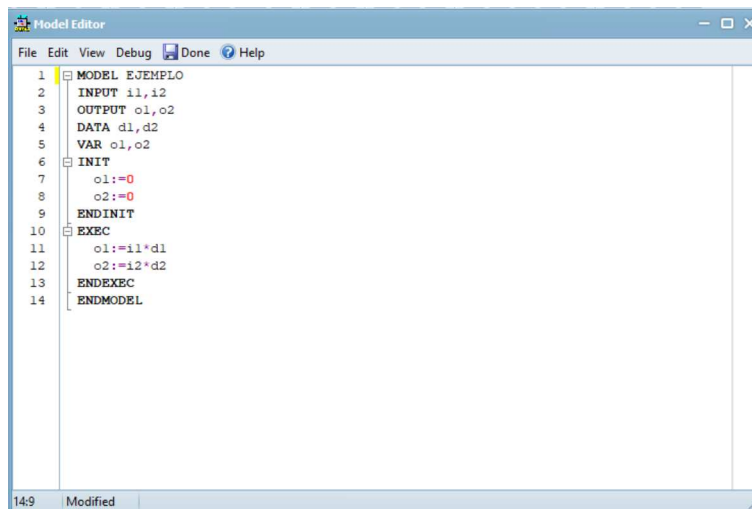 Model Editor
File Edit View Debug Done Help
1 MODEL EJEMPLO
2 INPUT i1,i2
3 OUTPUT o1,o2
4 DATA d1,d2
5 VAR o1,o2
6 INIT
7 o1:=0
8 o2:=0
9 ENDINIT
10 EXEC
11 o1:=i1*d1
12 o2:=i2*d2
13 ENDEXEC
14 ENDMODEL
14:9 Modified